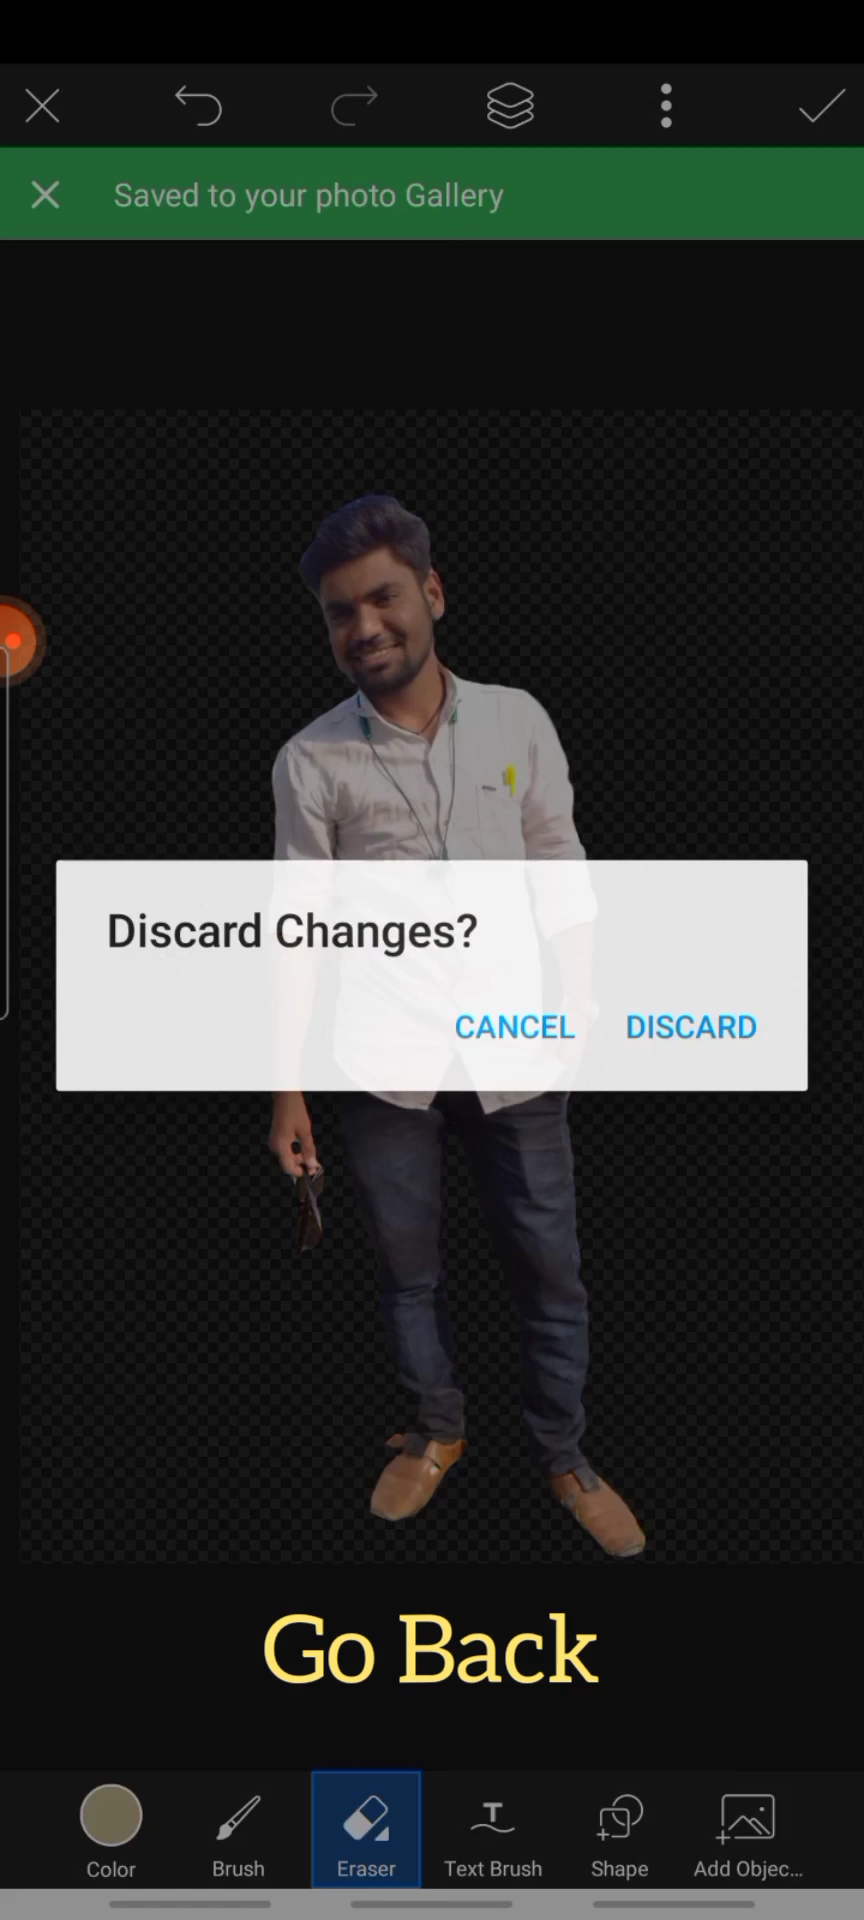 Saved to your photo Gallery
Discard Changes?
CANCEL DISCARD
Go Back
Color Brush Eraser Text Brush Shape Add Objec...